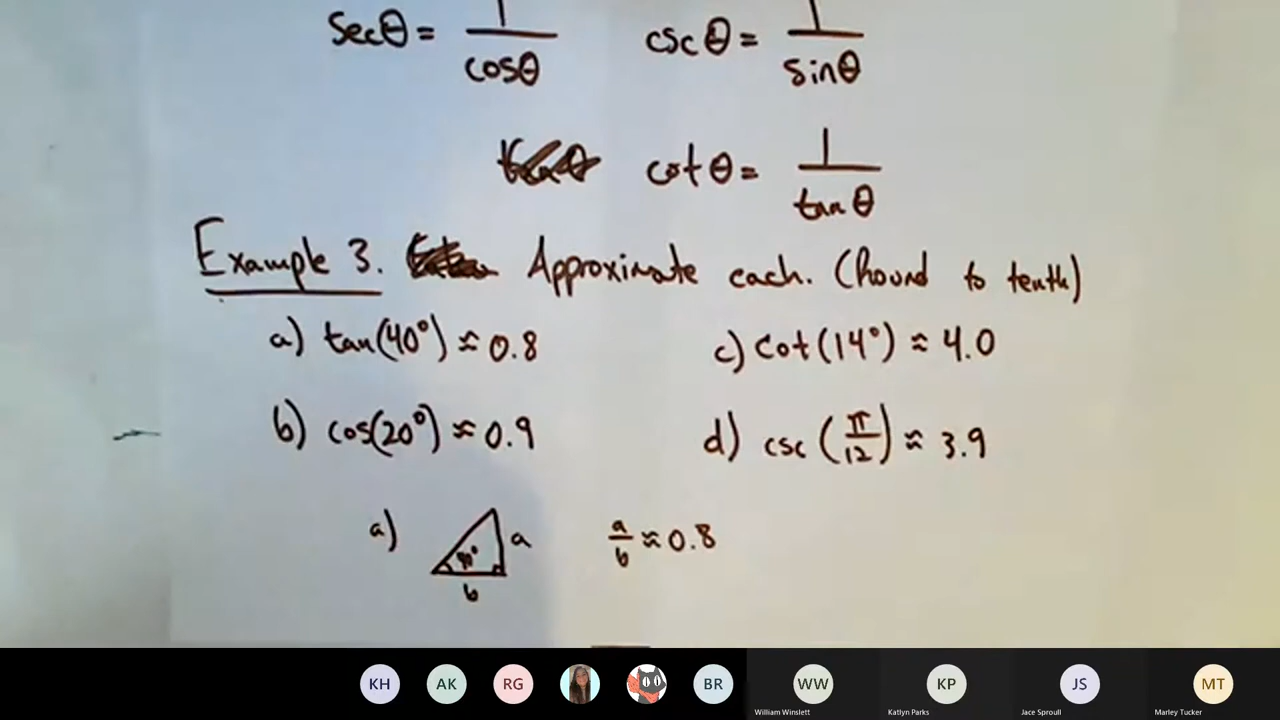 secθ = 1/cosθ   cscθ = 1/sinθ
cotθ = 1/tanθ
Example 3. Approximate each. (Round to tenth)
a) tan(40°) ≈ 0.8   c) cot(14°) ≈ 4.0
b) cos(20°) ≈ 0.9   d) csc(π/12) ≈ 3.9
a) a   a/b ≈ 0.8
b
KH AK RG BR WW KP JS MT
William Winslett   Katlyn Parks   Jace Sproull   Marley Tucker